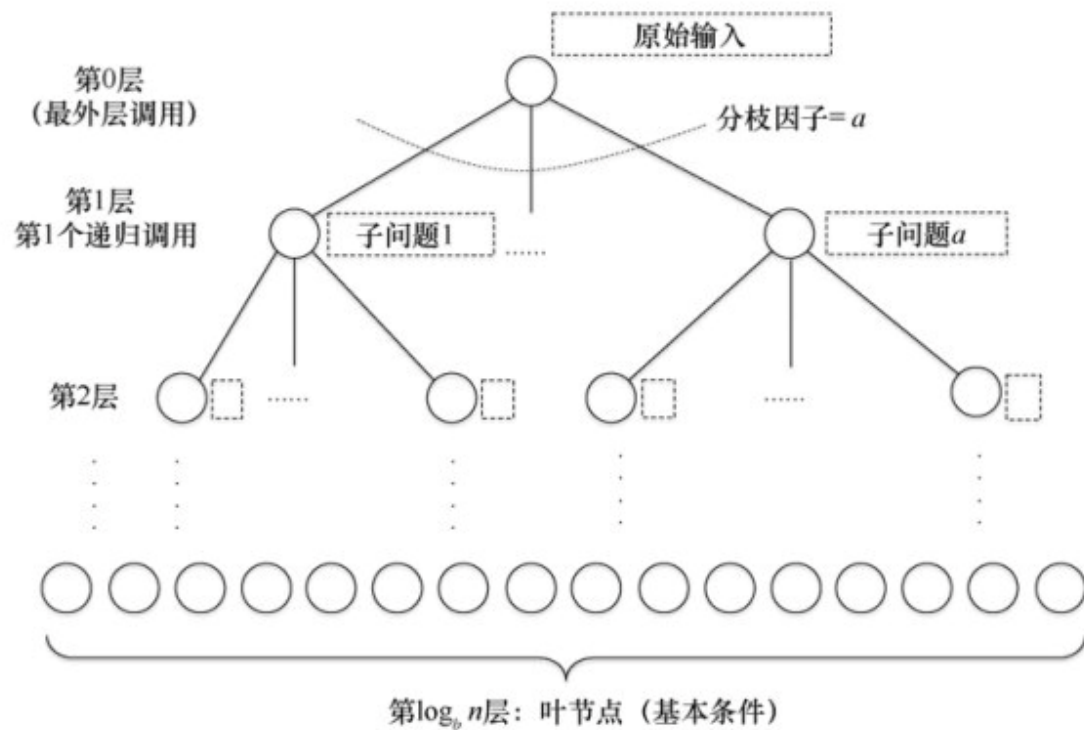 原始输入
第0层
（最外层调用）
分枝因子= a
第1层
第1个递归调用
子问题1
......
子问题a
第2层
......
......
第log_b n层：叶节点（基本条件）